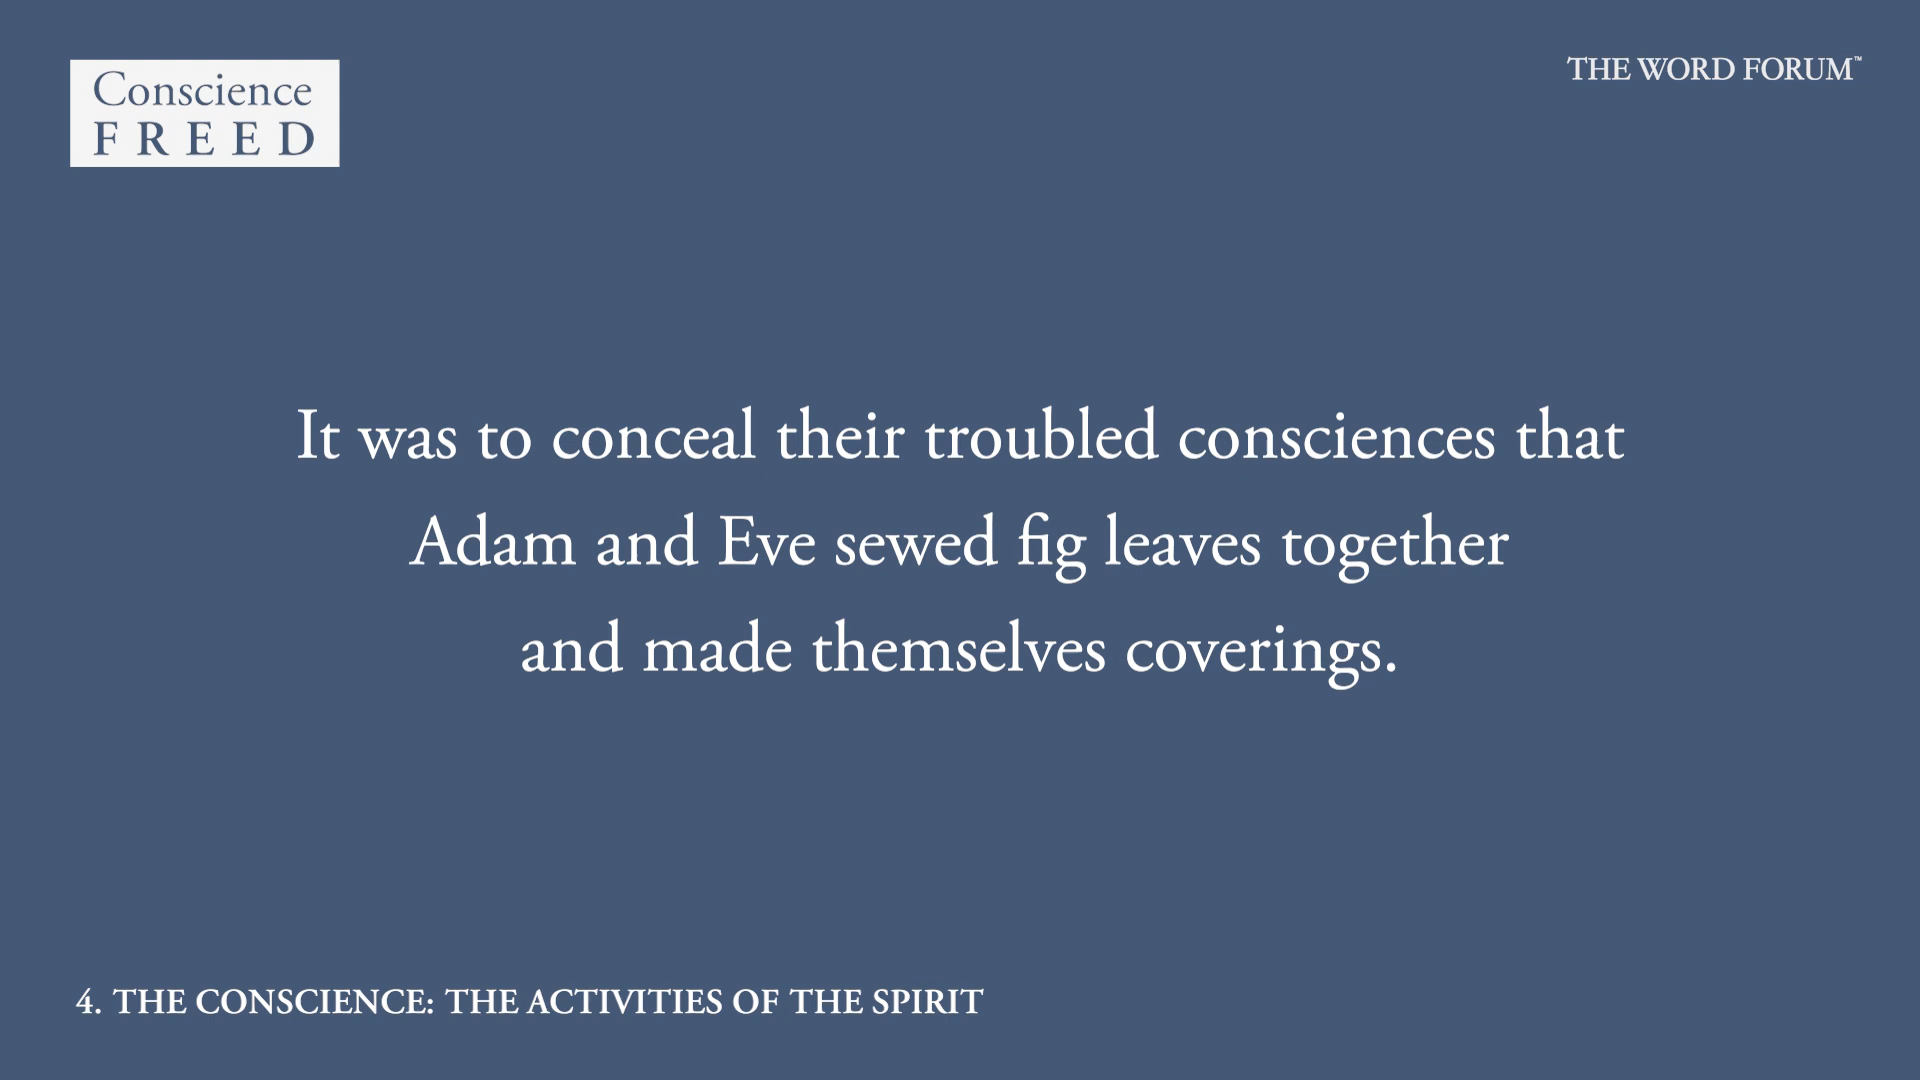 Conscience
FREED
THE WORD FORUM™
It was to conceal their troubled consciences that
Adam and Eve sewed fig leaves together
and made themselves coverings.
4. THE CONSCIENCE: THE ACTIVITIES OF THE SPIRIT